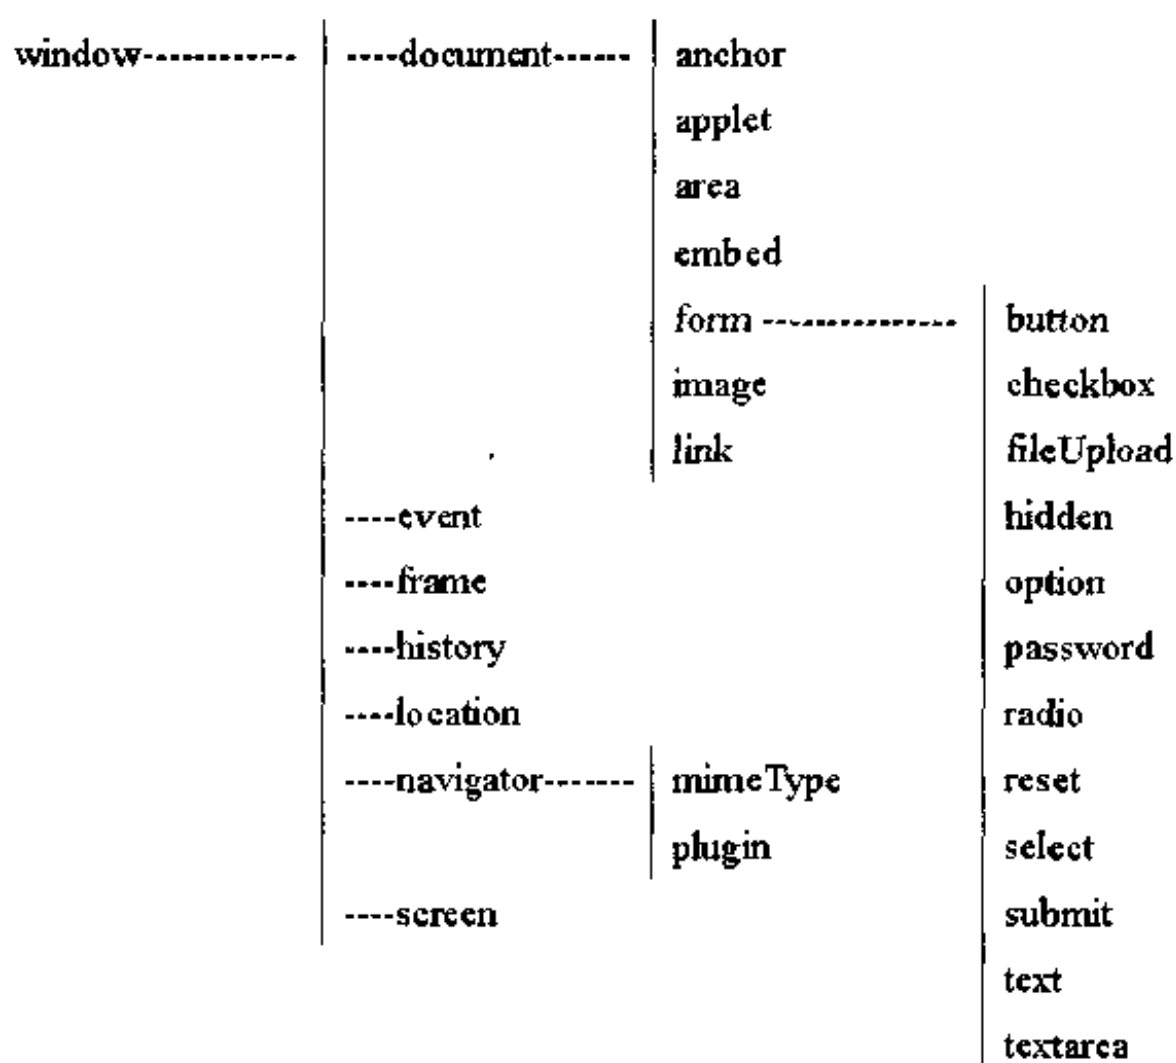 window------------ ----document------ anchor
applet
area
embed
form --------------- button
image checkbox
link fileUpload
----event hidden
----frame option
----history password
----location radio
----navigator------- mimeType reset
plugin select
----screen submit
text
textarea